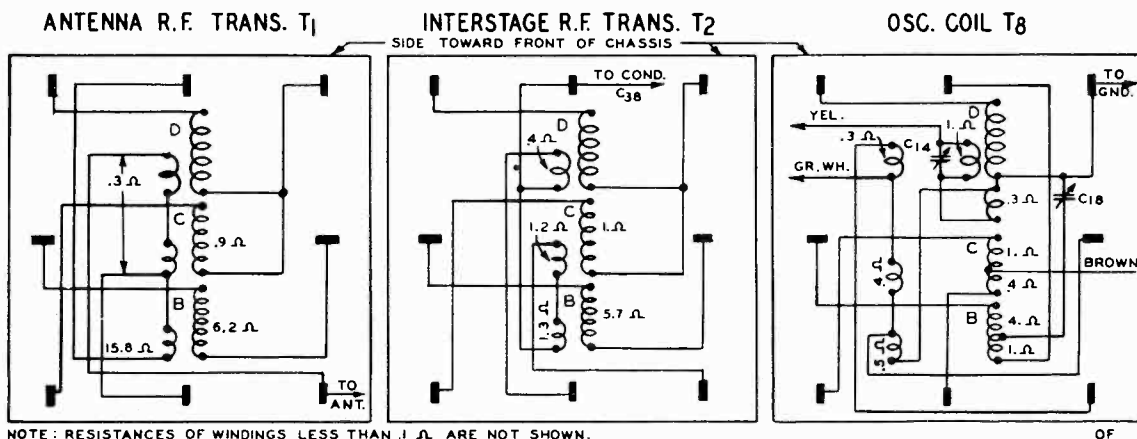 ANTENNA R.F. TRANS. T1
INTERSTAGE R.F. TRANS. T2
OSC. COIL T8
SIDE TOWARD FRONT OF CHASSIS
D
.3 Ω
C
.9 Ω
B
6.2 Ω
15.8 Ω
TO
ANT.
TO COND.
C38
D
.4 Ω
C
1.2 Ω
1. Ω
B
1.3 Ω
5.7 Ω
TO
GND.
YEL.
D
1. Ω
.3 Ω
C14
GR. WH.
.3 Ω
C18
C
1. Ω
BROWN
.4 Ω
.4 Ω
B
4. Ω
1. Ω
.5 Ω
NOTE: RESISTANCES OF WINDINGS LESS THAN .1 Ω ARE NOT SHOWN.
OF